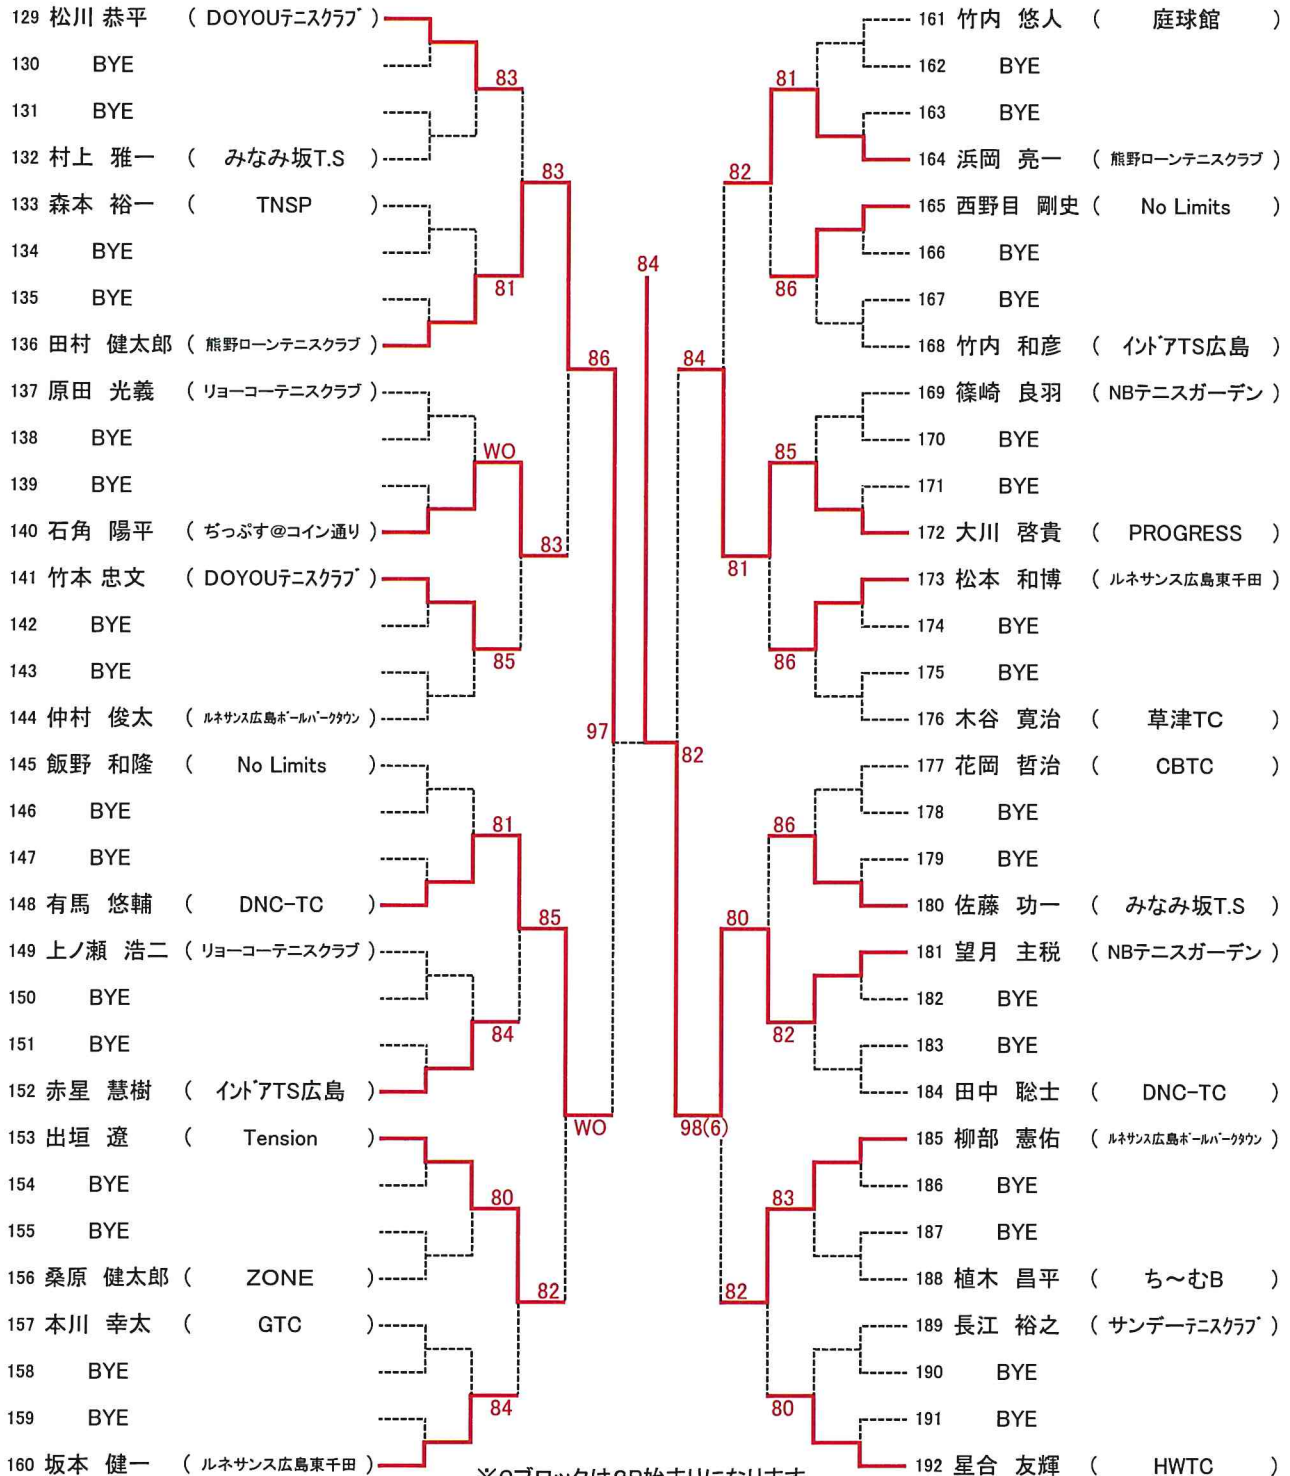 129 松川 恭平 ( DOYOUテニスクラブ )
130 BYE
131 BYE
132 村上 雅一 ( みなみ坂T.S )
133 森本 裕一 ( TNSP )
134 BYE
135 BYE
136 田村 健太郎 ( 熊野ローンテニスクラブ )
137 原田 光義 ( リョーコーテニスクラブ )
138 BYE
139 BYE
140 石角 陽平 ( ぢっぷす@コイン通り )
141 竹本 忠文 ( DOYOUテニスクラブ )
142 BYE
143 BYE
144 仲村 俊太 ( ルネサンス広島ボールパークタウン )
145 飯野 和隆 ( No Limits )
146 BYE
147 BYE
148 有馬 悠輔 ( DNC-TC )
149 上ノ瀬 浩二 ( リョーコーテニスクラブ )
150 BYE
151 BYE
152 赤星 慧樹 ( インドアTS広島 )
153 出垣 遼 ( Tension )
154 BYE
155 BYE
156 桑原 健太郎 ( ZONE )
157 本川 幸太 ( GTC )
158 BYE
159 BYE
160 坂本 健一 ( ルネサンス広島東千田 )
83
81
WO
85
81
84
80
84
83
83
85
82
86
WO
97
84
82
84
98(6)
82
81
80
82
81
86
85
86
86
82
83
80
161 竹内 悠人 ( 庭球館 )
162 BYE
163 BYE
164 浜岡 亮一 ( 熊野ローンテニスクラブ )
165 西野目 剛史 ( No Limits )
166 BYE
167 BYE
168 竹内 和彦 ( インドアTS広島 )
169 篠崎 良羽 ( NBテニスガーデン )
170 BYE
171 BYE
172 大川 啓貴 ( PROGRESS )
173 松本 和博 ( ルネサンス広島東千田 )
174 BYE
175 BYE
176 木谷 寛治 ( 草津TC )
177 花岡 哲治 ( CBTC )
178 BYE
179 BYE
180 佐藤 功一 ( みなみ坂T.S )
181 望月 主税 ( NBテニスガーデン )
182 BYE
183 BYE
184 田中 聡士 ( DNC-TC )
185 柳部 憲佑 ( ルネサンス広島ボールパークタウン )
186 BYE
187 BYE
188 植木 昌平 ( ち～むB )
189 長江 裕之 ( サンデーテニスクラブ )
190 BYE
191 BYE
192 星合 友輝 ( HWTC )